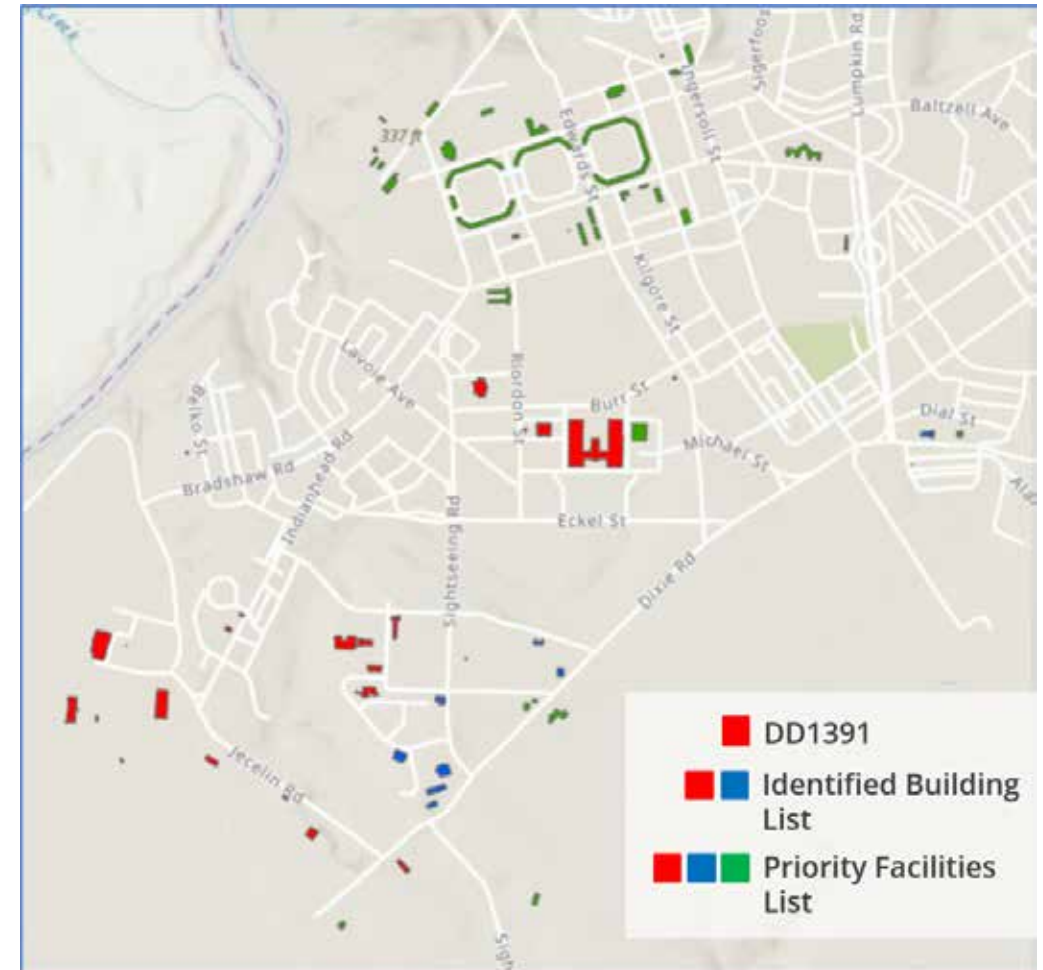 Creek
337 ft
Edwards St
Ingersoll St
Sigerfoos
Lumpkin Rd
Baltzell Ave
Kilgore St
Lavoie Ave
Riordon St
Burr St
Dial St
Michaer St
Belko St
Bradshaw Rd
Indianhead Rd
Sightseeing Rd
Eckel St
Dixie Rd
Jecelin Rd
Sigh
DD1391
Identified Building
List
Priority Facilities
List